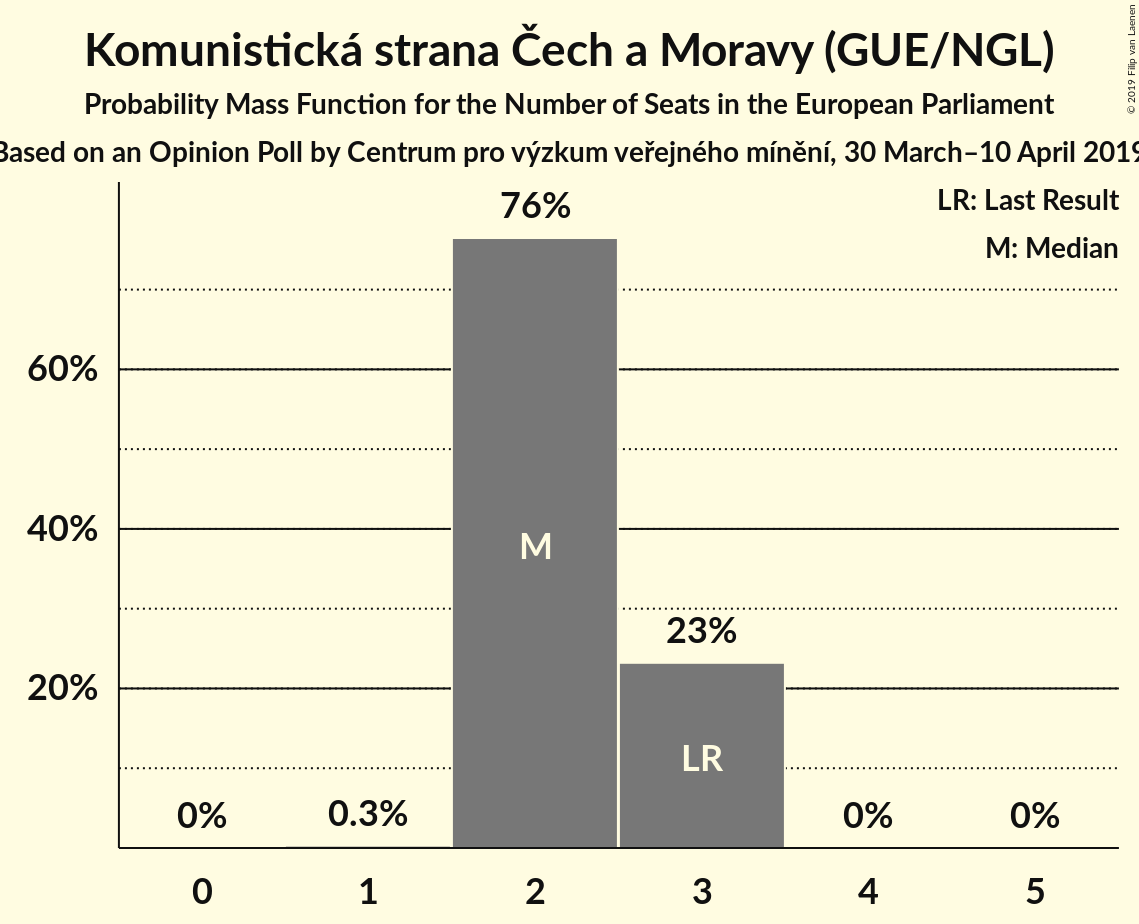 Komunistická strana Čech a Moravy (GUE/NGL)
Probability Mass Function for the Number of Seats in the European Parliament
Based on an Opinion Poll by Centrum pro výzkum veřejného mínění, 30 March–10 April 2019
© 2019 Filip van Laenen
LR: Last Result
M: Median
76%
60%
M
40%
23%
20%
LR
0%
0.3%
0%
0%
0
1
2
3
4
5